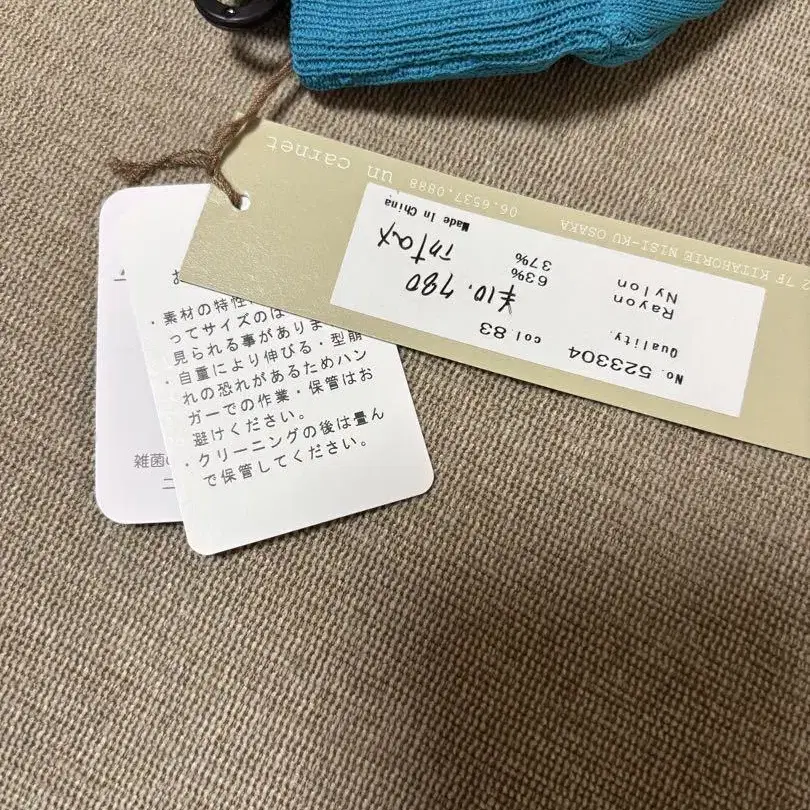 un carnet
06.6537.0888
2 7F KITAHORIE NISI-KU OSAKA
No. 523304
col 83
Quality.
Rayon 63%
Nylon 37%
¥10.780
intax
Made In China
お
・素材の特性
ってサイズのば
見られる事がありま
・自重により伸びる・型崩
れの恐れがあるためハン
ガーでの作業・保管はお
避けください。
・クリーニングの後は畳ん
で保管してください。
雑菌
ニ